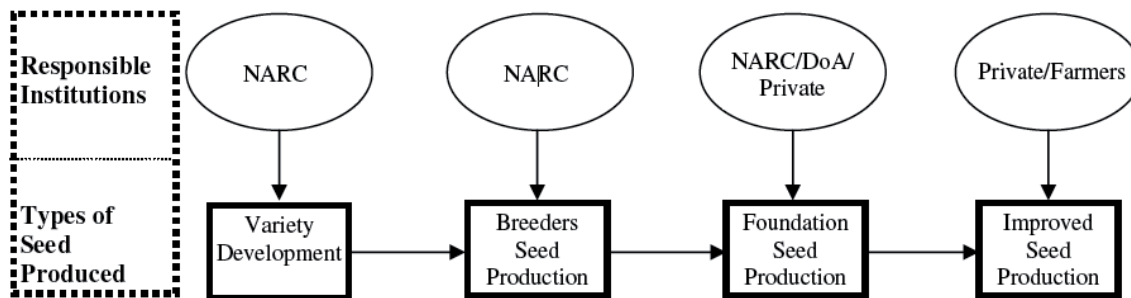 Responsible
Institutions
NARC
NARC
NARC/DoA/
Private
Private/Farmers
Types of
Seed
Produced
Variety
Development
Breeders
Seed
Production
Foundation
Seed
Production
Improved
Seed
Production